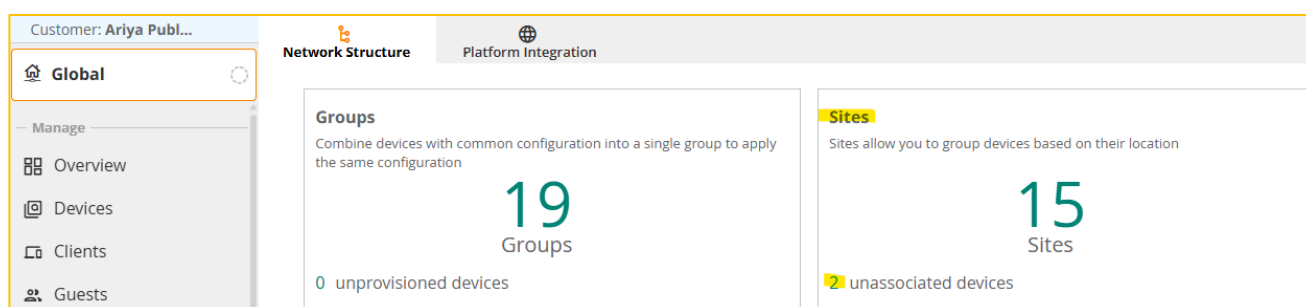 Customer: Ariya Publ...
Global
Manage
Overview
Devices
Clients
Guests
Network Structure
Platform Integration
Groups
Combine devices with common configuration into a single group to apply
the same configuration
19
Groups
0 unprovisioned devices
Sites
Sites allow you to group devices based on their location
15
Sites
2 unassociated devices